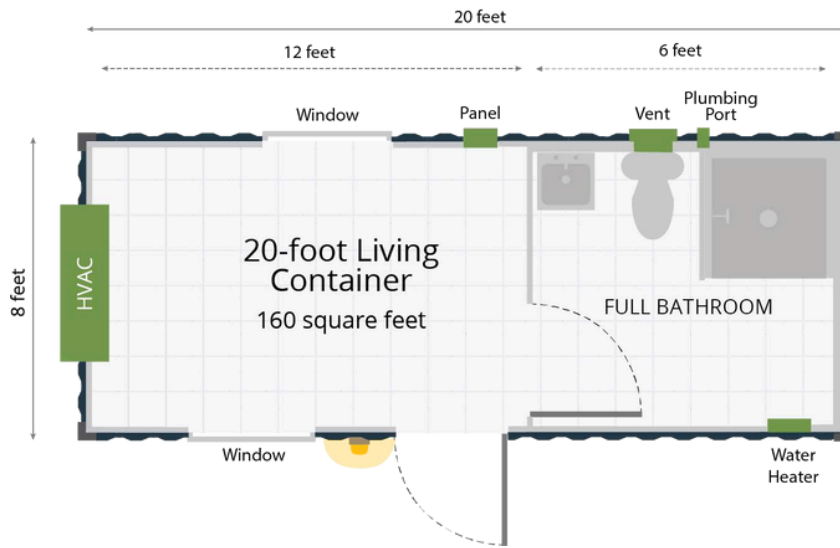 20 feet
12 feet
6 feet
Window
Panel
Vent
Plumbing
Port
8 feet
HVAC
20-foot Living
Container
160 square feet
FULL BATHROOM
Window
Water
Heater